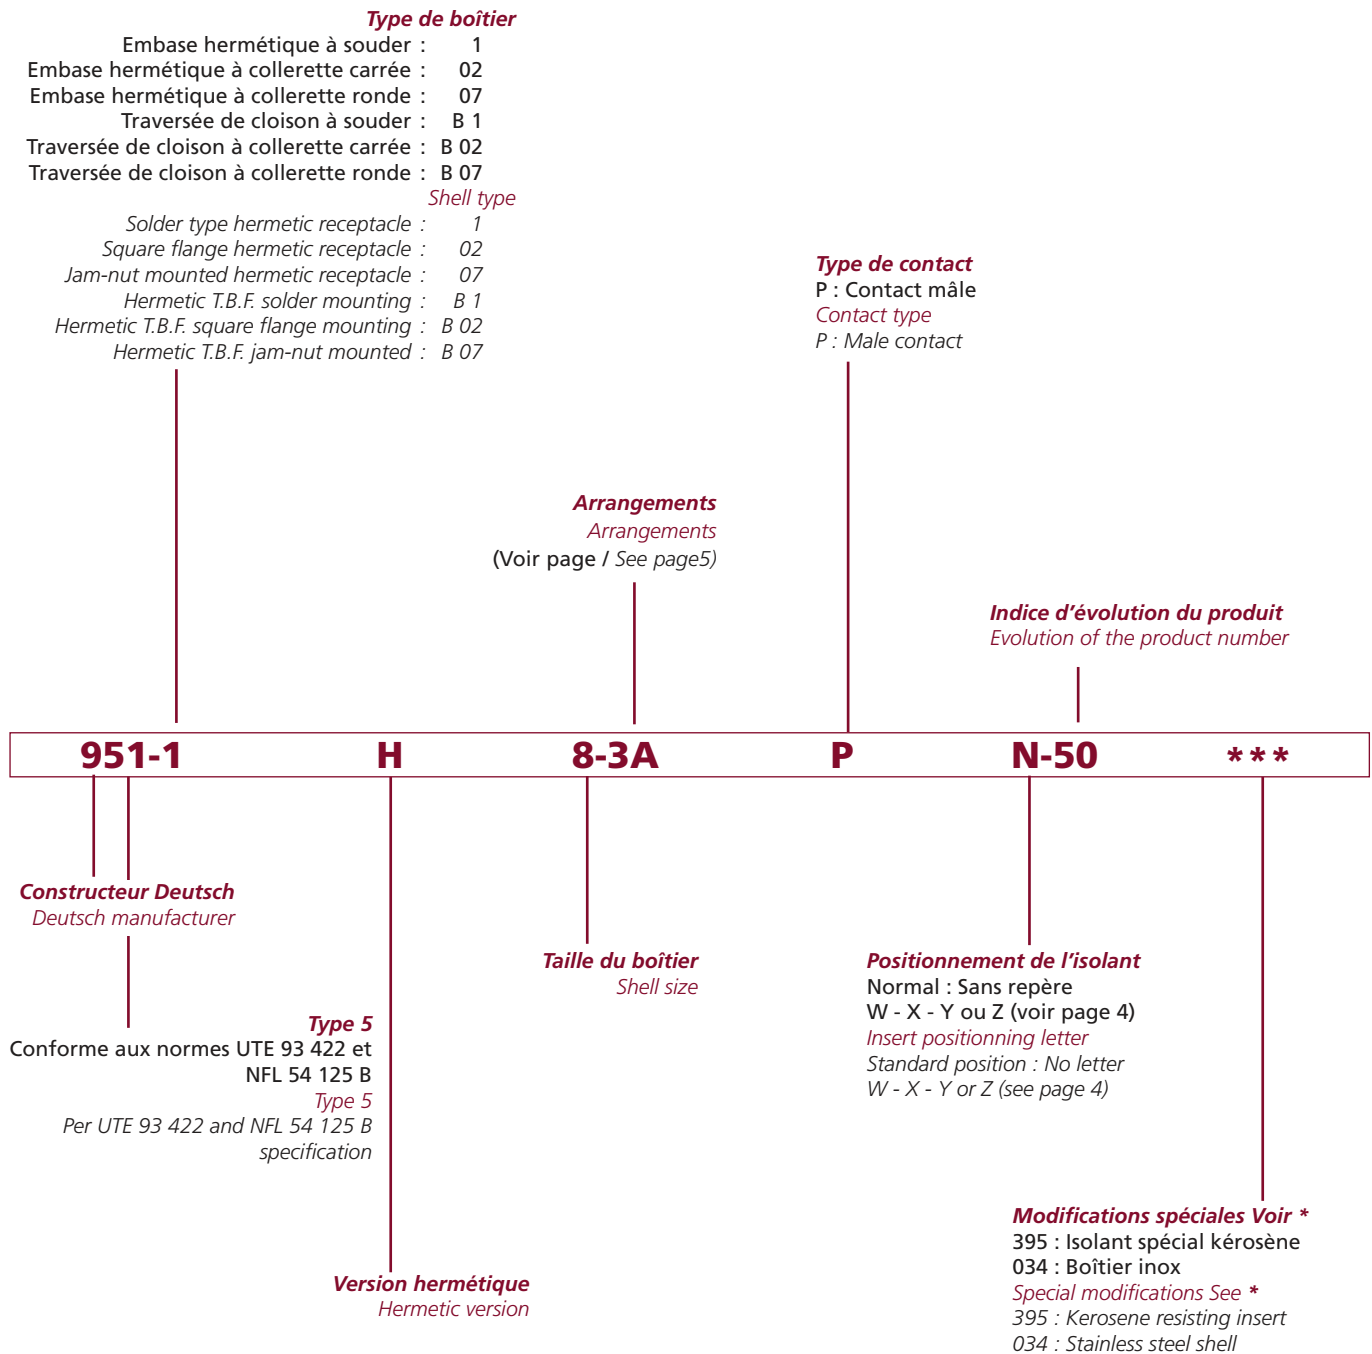 Type de boîtier
Embase hermétique à souder : 1
Embase hermétique à collerette carrée : 02
Embase hermétique à collerette ronde : 07
Traversée de cloison à souder : B 1
Traversée de cloison à collerette carrée : B 02
Traversée de cloison à collerette ronde : B 07
Shell type
Solder type hermetic receptacle : 1
Square flange hermetic receptacle : 02
Jam-nut mounted hermetic receptacle : 07
Hermetic T.B.F. solder mounting : B 1
Hermetic T.B.F. square flange mounting : B 02
Hermetic T.B.F. jam-nut mounted : B 07
Type de contact
P : Contact mâle
Contact type
P : Male contact
Arrangements
Arrangements
(Voir page / See page5)
Indice d'évolution du produit
Evolution of the product number
951-1 H 8-3A P N-50 ***
Constructeur Deutsch
Deutsch manufacturer
Type 5
Conforme aux normes UTE 93 422 et
NFL 54 125 B
Type 5
Per UTE 93 422 and NFL 54 125 B
specification
Version hermétique
Hermetic version
Taille du boîtier
Shell size
Positionnement de l'isolant
Normal : Sans repère
W - X - Y ou Z (voir page 4)
Insert positionning letter
Standard position : No letter
W - X - Y or Z (see page 4)
Modifications spéciales Voir *
395 : Isolant spécial kérosène
034 : Boîtier inox
Special modifications See *
395 : Kerosene resisting insert
034 : Stainless steel shell